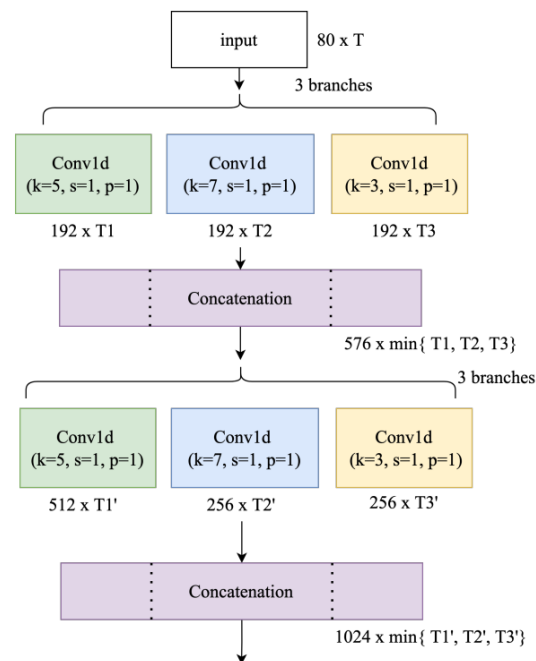 input
80 x T
3 branches
Conv1d
(k=5, s=1, p=1)
Conv1d
(k=7, s=1, p=1)
Conv1d
(k=3, s=1, p=1)
192 x T1
192 x T2
192 x T3
Concatenation
576 x min{ T1, T2, T3}
3 branches
Conv1d
(k=5, s=1, p=1)
Conv1d
(k=7, s=1, p=1)
Conv1d
(k=3, s=1, p=1)
512 x T1'
256 x T2'
256 x T3'
Concatenation
1024 x min{ T1', T2', T3'}